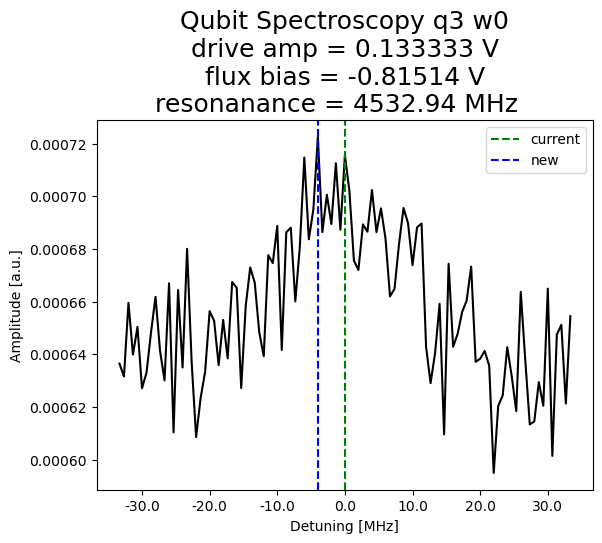 Qubit Spectroscopy q3 w0
drive amp = 0.133333 V
flux bias = -0.81514 V
resonanance = 4532.94 MHz
current
new
0.00072
0.00070
0.00068
0.00066
0.00064
0.00062
0.00060
Amplitude [a.u.]
-30.0 -20.0 -10.0 0.0 10.0 20.0 30.0
Detuning [MHz]